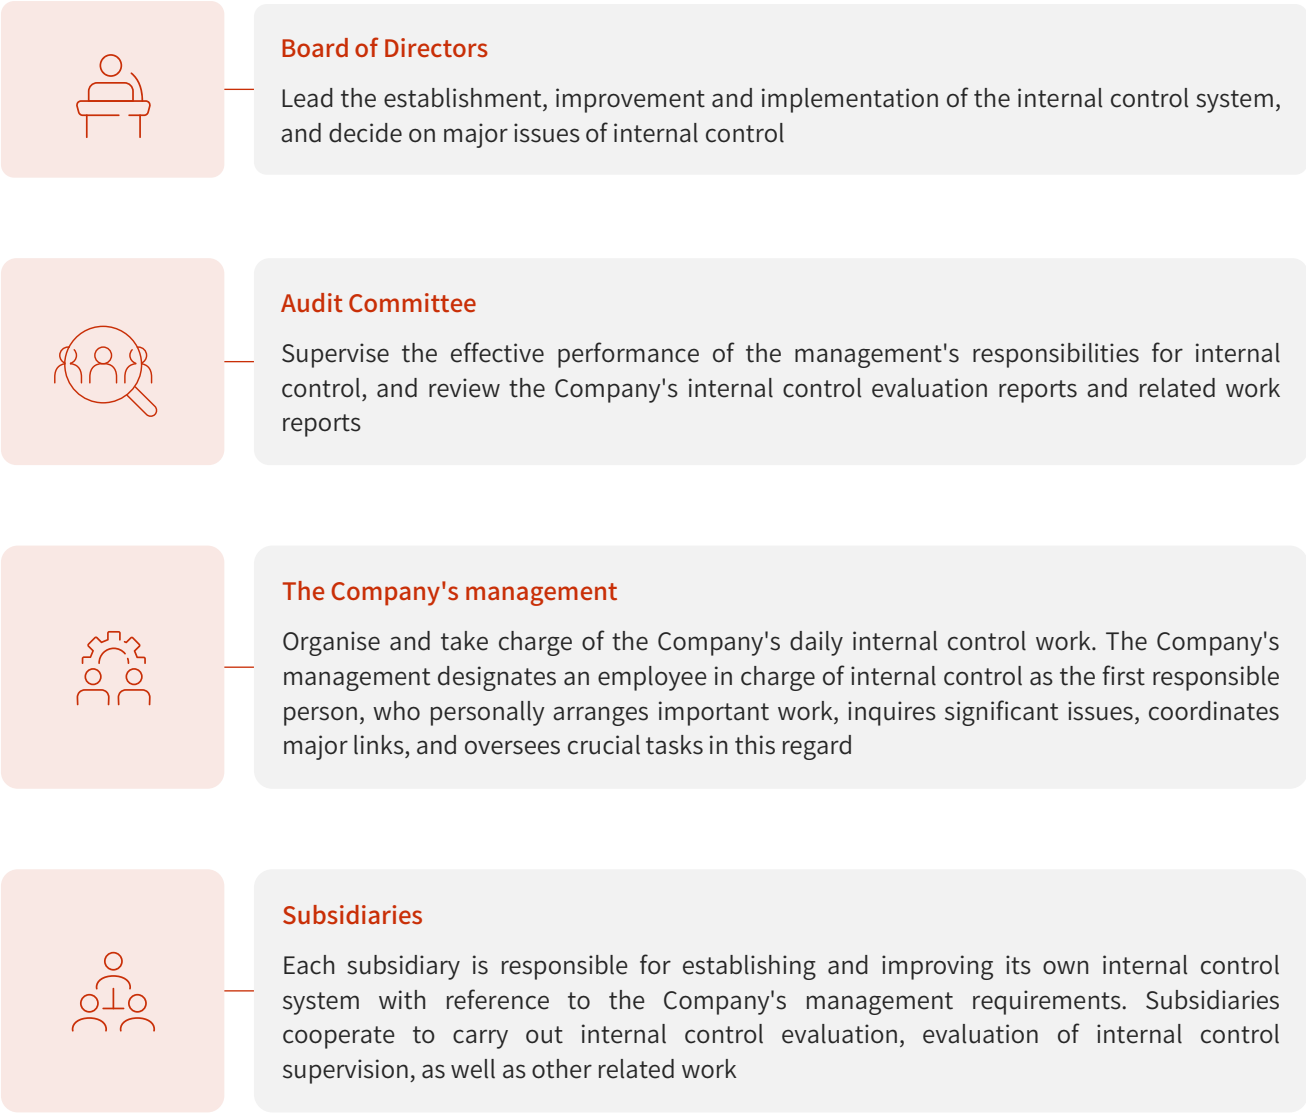 Board of Directors
Lead the establishment, improvement and implementation of the internal control system,
and decide on major issues of internal control
Audit Committee
Supervise the effective performance of the management's responsibilities for internal
control, and review the Company's internal control evaluation reports and related work
reports
The Company's management
Organise and take charge of the Company's daily internal control work. The Company's
management designates an employee in charge of internal control as the first responsible
person, who personally arranges important work, inquires significant issues, coordinates
major links, and oversees crucial tasks in this regard
Subsidiaries
Each subsidiary is responsible for establishing and improving its own internal control
system with reference to the Company's management requirements. Subsidiaries
cooperate to carry out internal control evaluation, evaluation of internal control
supervision, as well as other related work